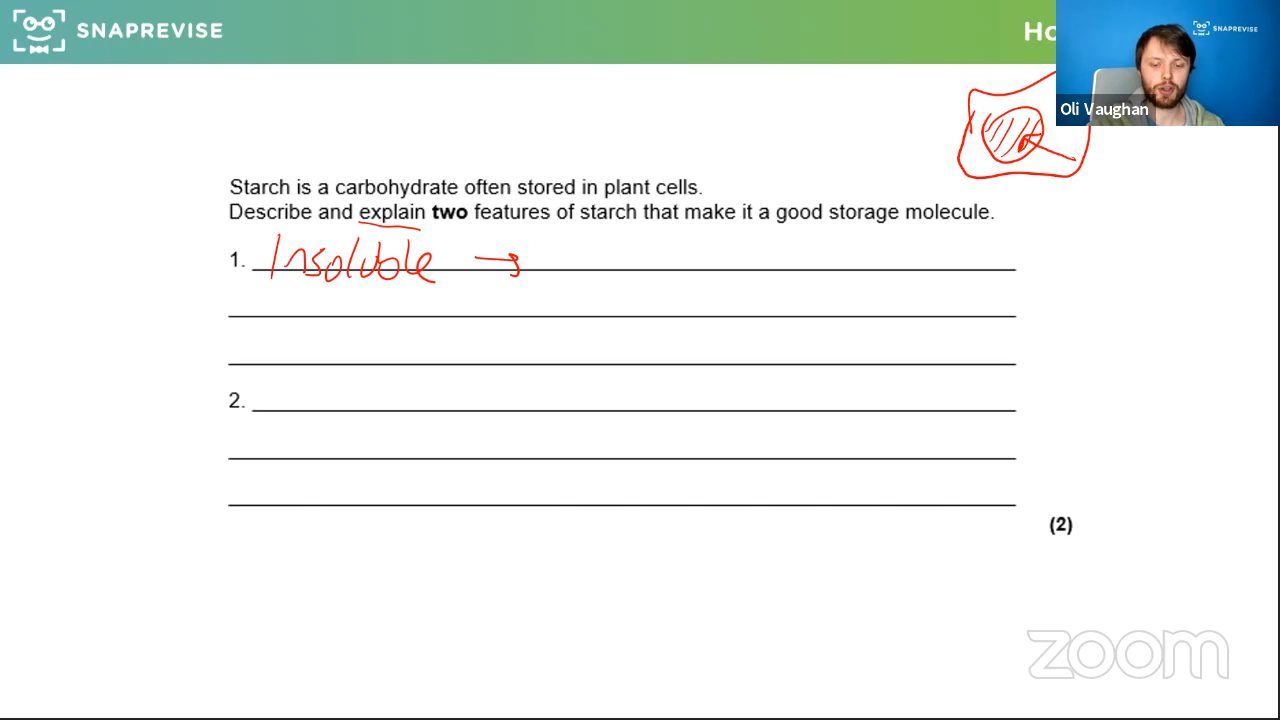 SNAPREVISE
Ho
SNAPREVISE
Oli Vaughan
Starch is a carbohydrate often stored in plant cells.
Describe and explain two features of starch that make it a good storage molecule.
1. Insoluble →
2.
(2)
zoom